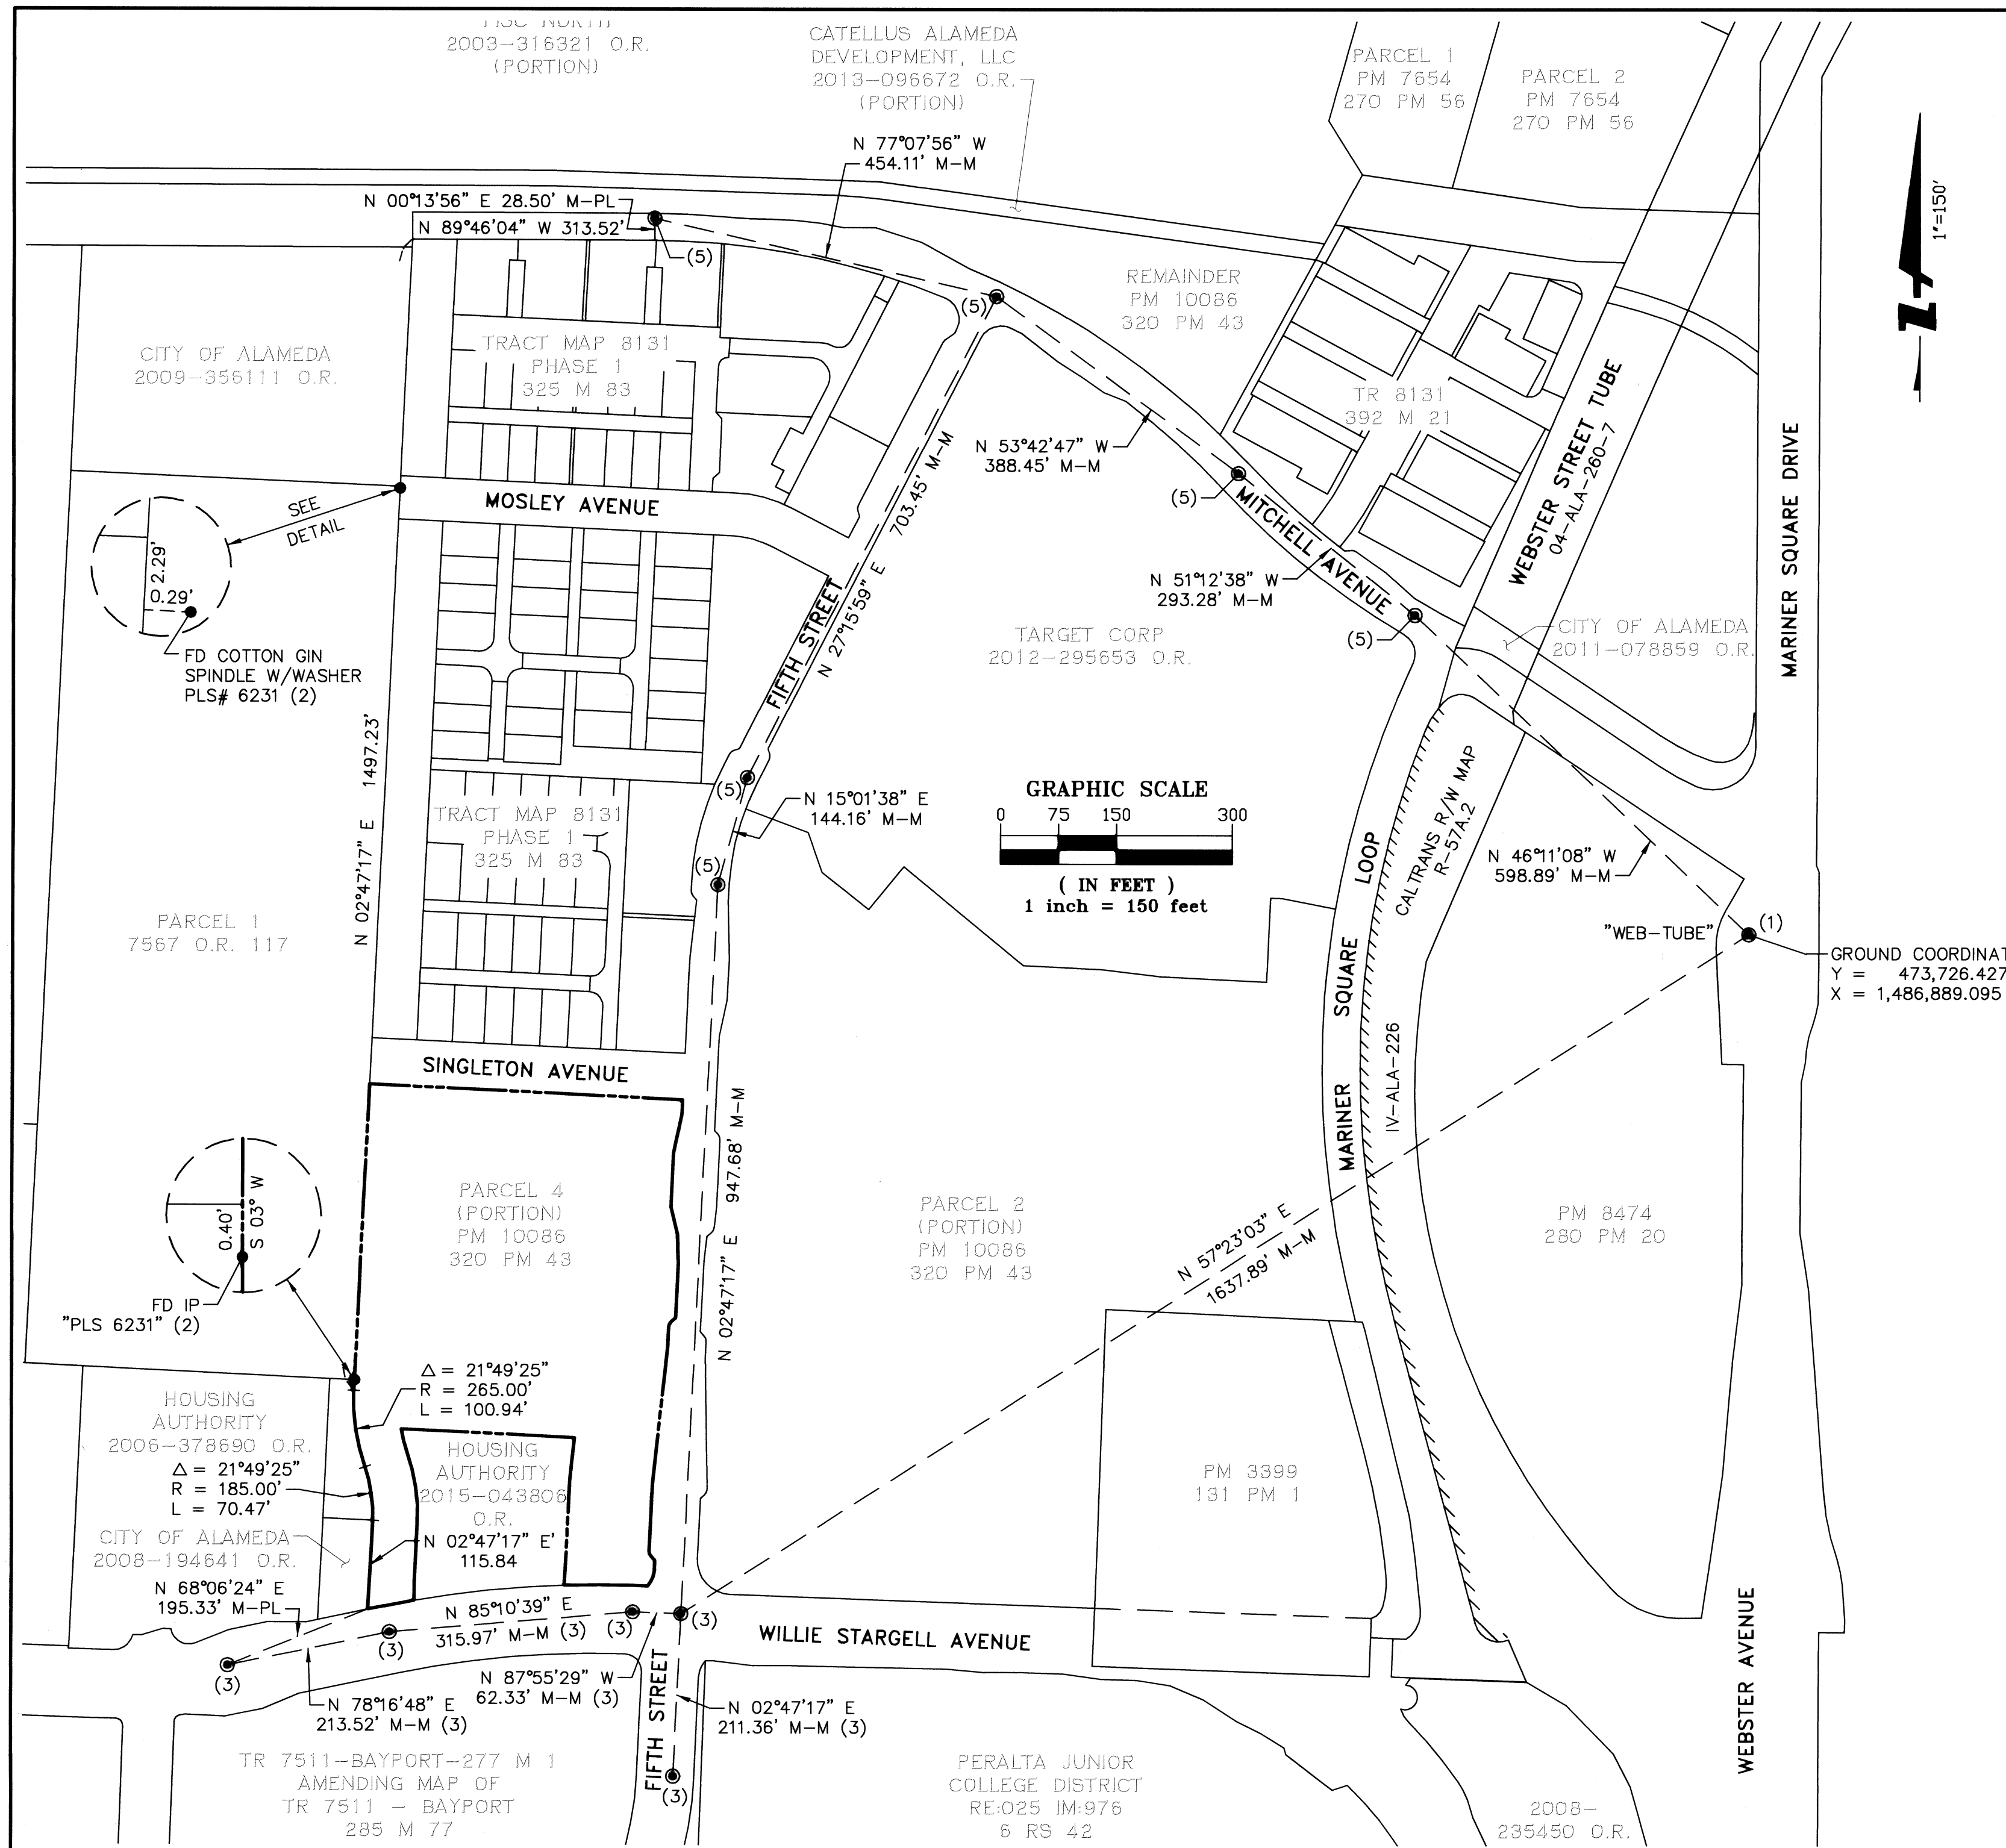 2003-316321 O.R.
(PORTION)
CATELLUS ALAMEDA
DEVELOPMENT, LLC
2013-096672 O.R.
(PORTION)
PARCEL 1
PM 7654
270 PM 56
PARCEL 2
PM 7654
270 PM 56
N 77°07'56" W
454.11' M-M
N 00°13'56" E 28.50' M-PL
N 89°46'04" W 313.52'
(5)
(5)
1"=150'
REMAINDER
PM 10086
320 PM 43
CITY OF ALAMEDA
2009-356111 O.R.
TRACT MAP 8131
PHASE 1
325 M 83
TR 8131
392 M 21
WEBSTER STREET TUBE
04-ALA-260-7
MARINER SQUARE DRIVE
N 53°42'47" W
388.45' M-M
(5)
MITCHELL AVENUE
SEE
DETAIL
MOSLEY AVENUE
2.29'
0.29'
FD COTTON GIN
SPINDLE W/WASHER
PLS# 6231 (2)
FIFTH STREET
N 27°15'59" E 703.45' M-M
N 51°12'38" W
293.28' M-M
(5)
TARGET CORP
2012-295653 O.R.
CITY OF ALAMEDA
2011-078859 O.R.
N 02°47'17" E 1497.23'
(5)
N 15°01'38" E
144.16' M-M
(5)
GRAPHIC SCALE
0 75 150 300
( IN FEET )
1 inch = 150 feet
TRACT MAP 8131
PHASE 1
325 M 83
CALTRANS R/W MAP
R-57A.2
N 46°11'08" W
598.89' M-M
"WEB-TUBE"
(1)
GROUND COORDINAT
Y = 473,726.427
X = 1,486,889.095
PARCEL 1
7567 O.R. 117
MARINER SQUARE LOOP
IV-ALA-226
SINGLETON AVENUE
0.40'
S 03° W
FD IP
"PLS 6231" (2)
PARCEL 4
(PORTION)
PM 10086
320 PM 43
N 02°47'17" E 947.68' M-M
PARCEL 2
(PORTION)
PM 10086
320 PM 43
N 57°23'03" E
1637.89' M-M
PM 8474
280 PM 20
Δ = 21°49'25"
R = 265.00'
L = 100.94'
HOUSING
AUTHORITY
2006-378690 O.R.
Δ = 21°49'25"
R = 185.00'
L = 70.47'
HOUSING
AUTHORITY
2015-043806
O.R.
N 02°47'17" E'
115.84
CITY OF ALAMEDA
2008-194641 O.R.
PM 3399
131 PM 1
N 68°06'24" E
195.33' M-PL
N 85°10'39" E
315.97' M-M (3)
(3)
(3)
(3)
(3)
WILLIE STARGELL AVENUE
N 87°55'29" W
62.33' M-M (3)
N 78°16'48" E
213.52' M-M (3)
FIFTH STREET
N 02°47'17" E
211.36' M-M (3)
(3)
WEBSTER AVENUE
TR 7511-BAYPORT-277 M 1
AMENDING MAP OF
TR 7511 - BAYPORT
285 M 77
PERALTA JUNIOR
COLLEGE DISTRICT
RE:025 IM:976
6 RS 42
2008-
235450 O.R.